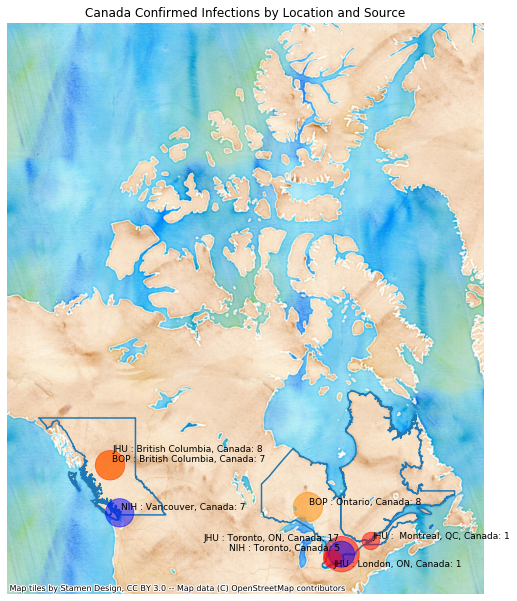 Canada Confirmed Infections by Location and Source
JHU : British Columbia, Canada: 8
BOP : British Columbia, Canada: 7
NIH : Vancouver, Canada: 7
BOP : Ontario, Canada: 8
JHU : Toronto, ON, Canada: 17
JHU :  Montreal, QC, Canada: 1
NIH : Toronto, Canada: 5
JHU : London, ON, Canada: 1
Map tiles by Stamen Design, CC BY 3.0 -- Map data (C) OpenStreetMap contributors